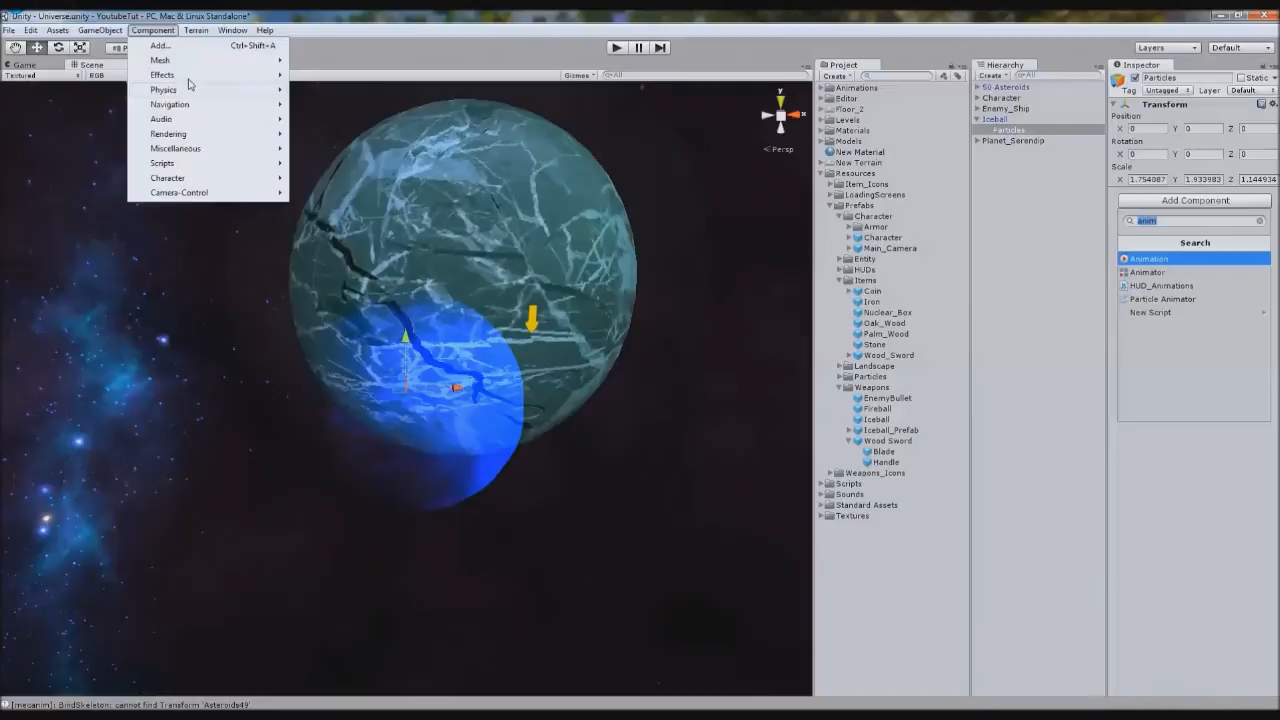 Unity - Universe.unity - YoutubeTut - PC, Mac & Linux Standalone*
File Edit Assets GameObject Component Terrain Window Help
Layers Default
Game Scene
Textured RGB Gizmos All
Add... Ctrl+Shift+A
Mesh
Effects
Physics
Navigation
Audio
Rendering
Miscellaneous
Scripts
Character
Camera-Control
y
x
Persp
Project
Create
Animations
Editor
Floor_2
Levels
Materials
Models
New Material
New Terrain
Resources
Item_Icons
LoadingScreens
Prefabs
Character
Armor
Character
Main_Camera
Entity
HUDs
Items
Coin
Iron
Nuclear_Box
Oak_Wood
Palm_Wood
Stone
Wood_Sword
Landscape
Particles
Weapons
EnemyBullet
Fireball
Iceball
Iceball_Prefab
Wood Sword
Blade
Handle
Weapons_Icons
Scripts
Sounds
Standard Assets
Textures
Hierarchy
Create All
50 Asteroids
Character
Enemy_Ship
Iceball
Particles
Planet_Serendip
Inspector
Particles Static
Tag Untagged Layer Default
Transform
Position
X 0 Y 0 Z 0
Rotation
X 0 Y 0 Z 0
Scale
X 1.754087 Y 1.933983 Z 1.144934
Add Component
anim
Search
Animation
Animator
HUD_Animations
Particle Animator
New Script
[mecanim]: BindSkeleton: cannot find Transform 'Asteroids49'